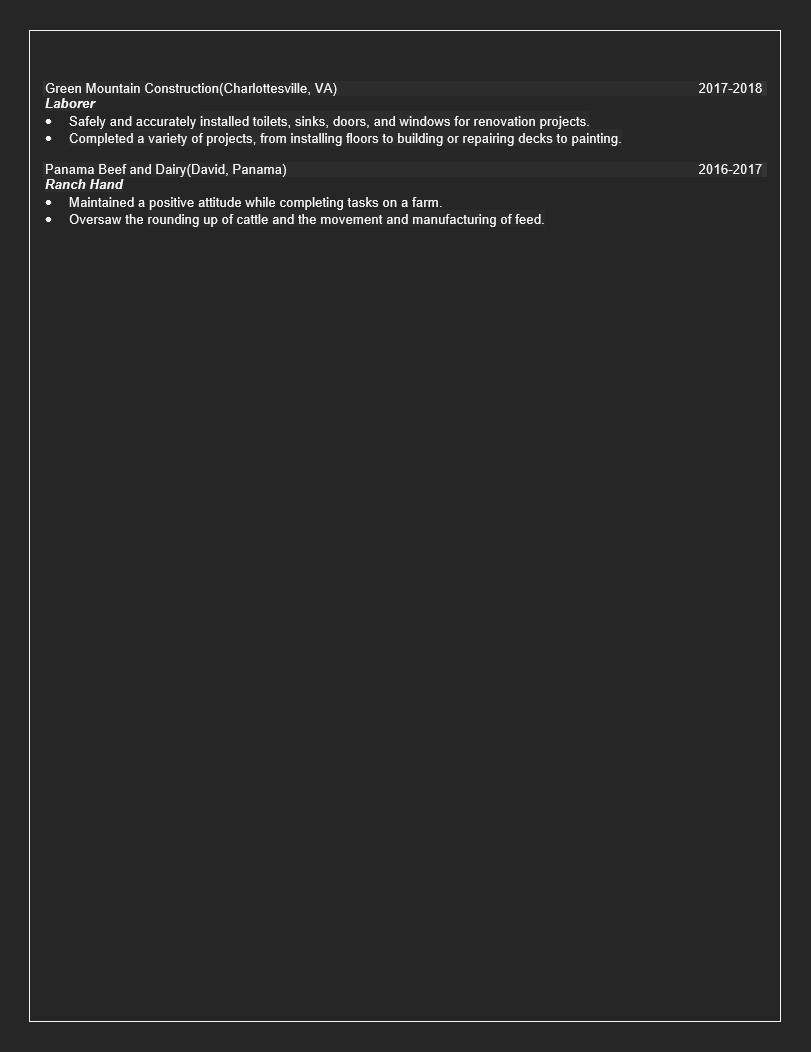 Green Mountain Construction(Charlottesville, VA) 2017-2018
Laborer
• Safely and accurately installed toilets, sinks, doors, and windows for renovation projects.
• Completed a variety of projects, from installing floors to building or repairing decks to painting.
Panama Beef and Dairy(David, Panama) 2016-2017
Ranch Hand
• Maintained a positive attitude while completing tasks on a farm.
• Oversaw the rounding up of cattle and the movement and manufacturing of feed.